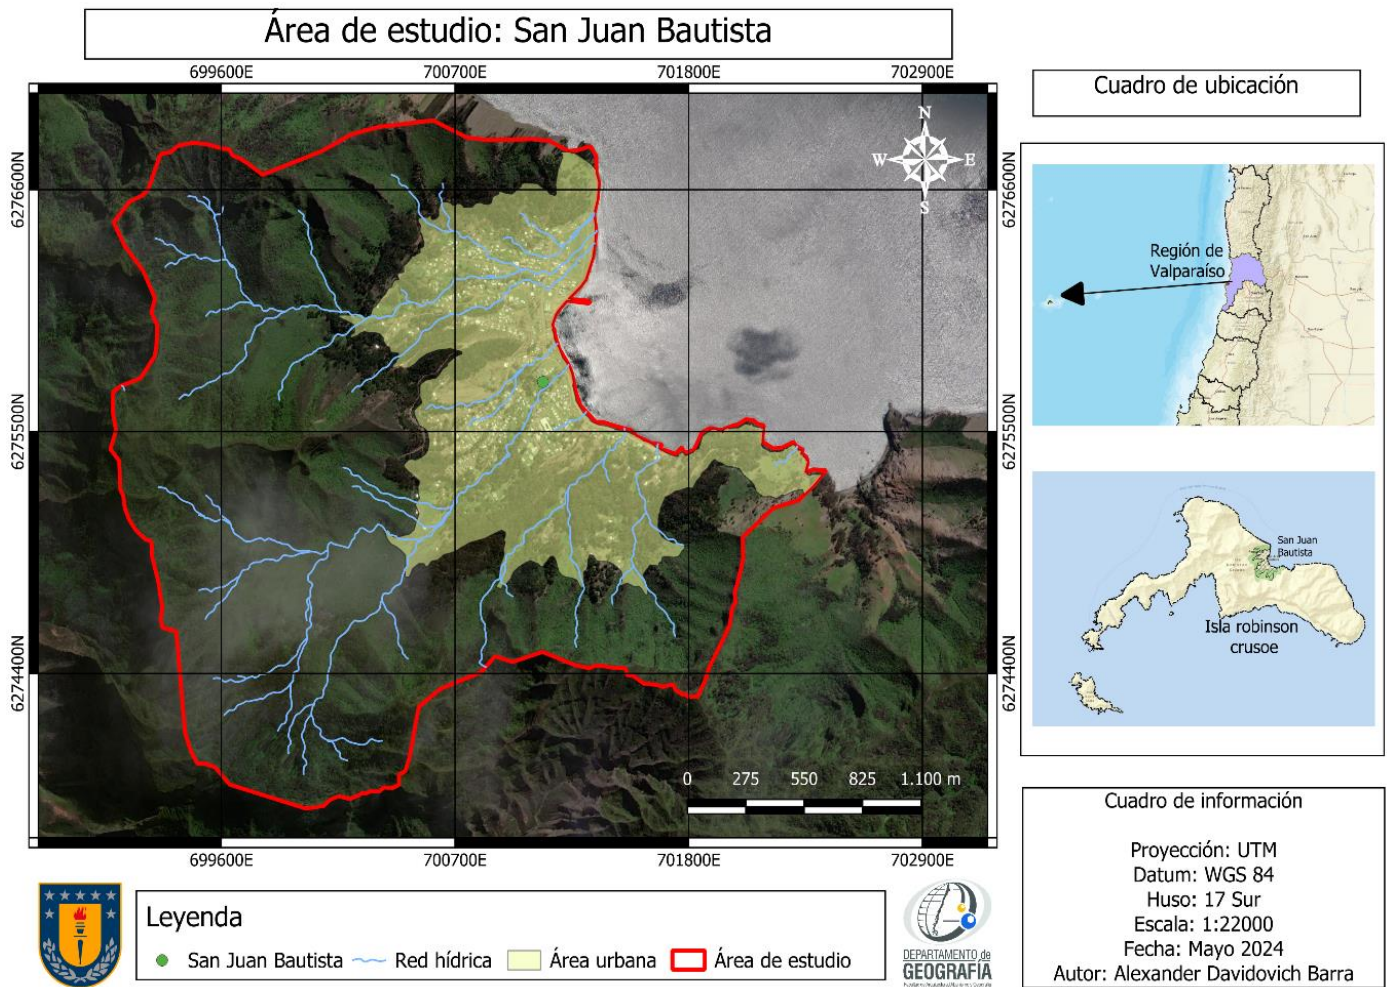 Área de estudio: San Juan Bautista
699600E
700700E
701800E
702900E
6276600N
6275500N
6274400N
N
W
E
S
0
275
550
825
1.100 m
6276600N
6275500N
6274400N
699600E
700700E
701800E
702900E
Cuadro de ubicación
Región de
Valparaíso
San Juan
Bautista
Isla robinson
crusoe
Cuadro de información
Proyección: UTM
Datum: WGS 84
Huso: 17 Sur
Escala: 1:22000
Fecha: Mayo 2024
Autor: Alexander Davidovich Barra
Leyenda
San Juan Bautista
Red hídrica
Área urbana
Área de estudio
DEPARTAMENTO de
GEOGRAFÍA